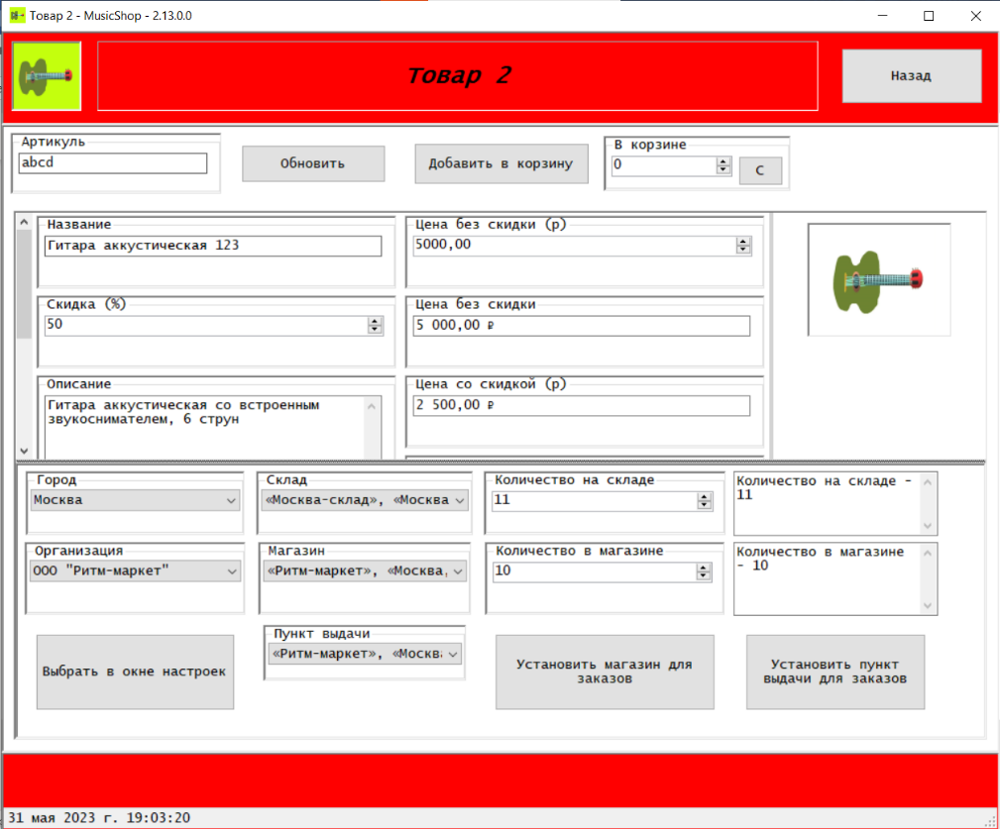 Товар 2 - MusicShop - 2.13.0.0
Товар 2
Назад
Артикуль
abcd
Обновить
Добавить в корзину
В корзине
0
С
Название
Гитара аккустическая 123
Цена без скидки (р)
5000,00
Скидка (%)
50
Цена без скидки
5 000,00 ₽
Описание
Гитара аккустическая со встроенным
звукоснимателем, 6 струн
Цена со скидкой (р)
2 500,00 ₽
Город
Москва
Склад
«Москва-склад», «Москва
Количество на складе
11
Количество на складе -
11
Организация
ООО "Ритм-маркет"
Магазин
«Ритм-маркет», «Москва,
Количество в магазине
10
Количество в магазине
- 10
Выбрать в окне настроек
Пункт выдачи
«Ритм-маркет», «Москв
Установить магазин для
заказов
Установить пункт
выдачи для заказов
31 мая 2023 г. 19:03:20